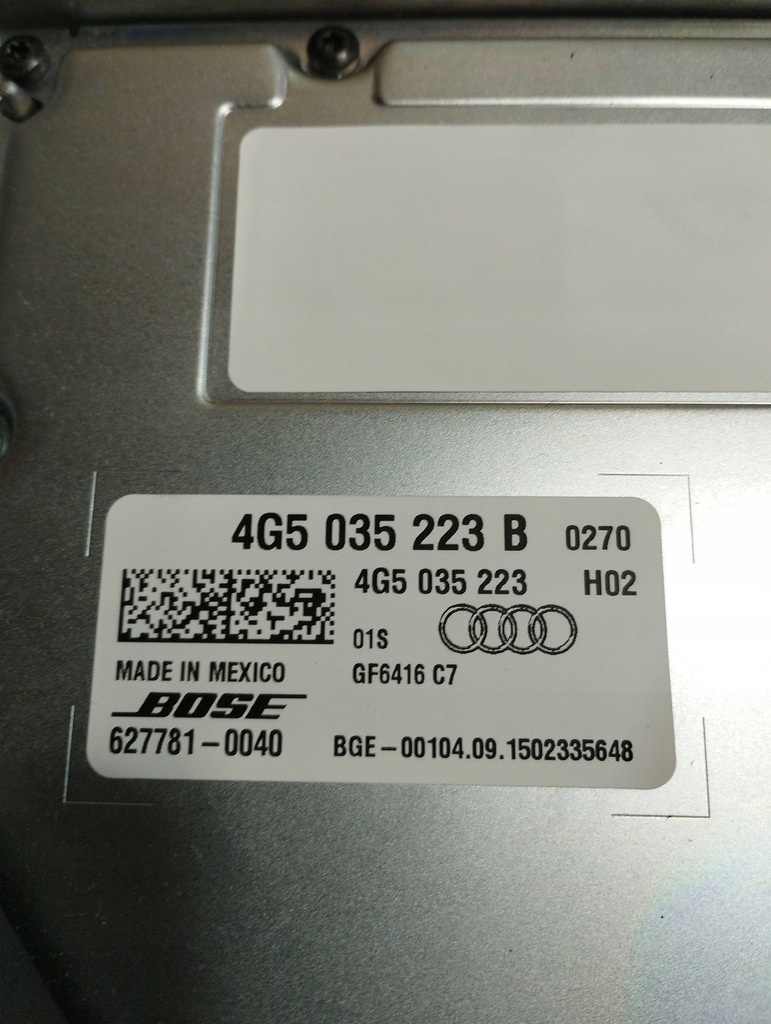 4G5 035 223 B 0270
4G5 035 223 H02
01S
MADE IN MEXICO GF6416 C7
BOSE
627781-0040 BGE-00104.09.1502335648